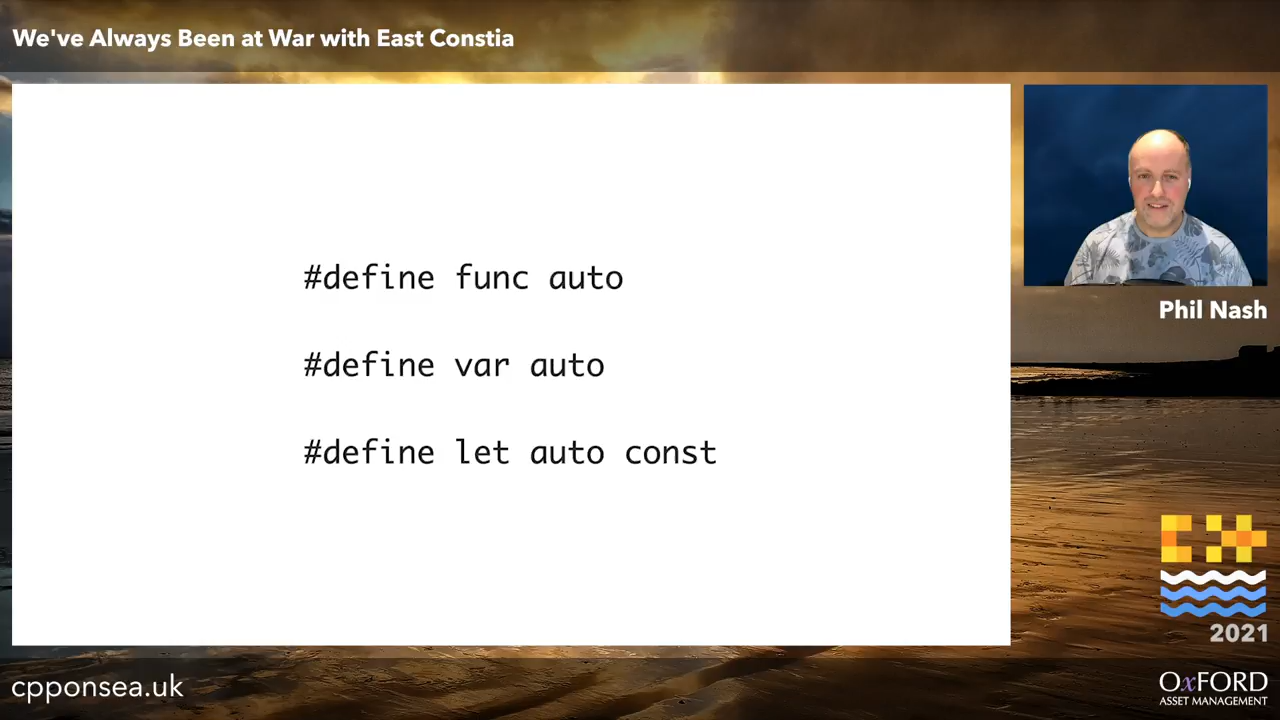 We've Always Been at War with East Constia
#define func auto
#define var auto
#define let auto const
Phil Nash
C++
2021
cpponsea.uk
OxFORD
ASSET MANAGEMENT